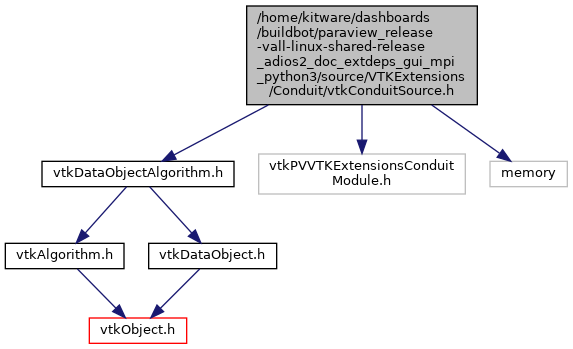 /home/kitware/dashboards
/buildbot/paraview_release
-vall-linux-shared-release
_adios2_doc_extdeps_gui_mpi
_python3/source/VTKExtensions
/Conduit/vtkConduitSource.h
vtkDataObjectAlgorithm.h
vtkPVVTKExtensionsConduit
Module.h
memory
vtkAlgorithm.h
vtkDataObject.h
vtkObject.h